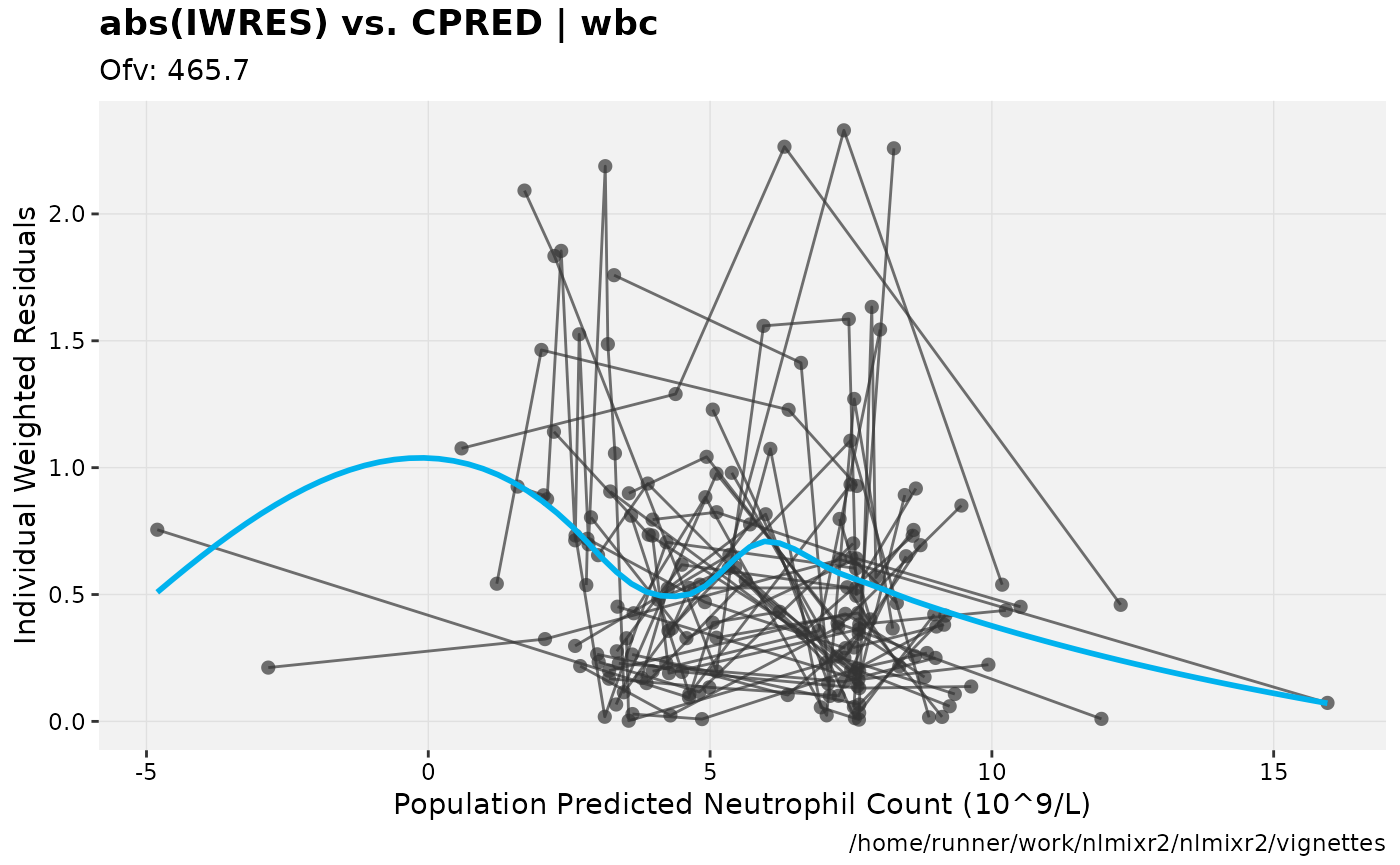 abs(IWRES) vs. CPRED | wbc
Ofv: 465.7
Individual Weighted Residuals
2.0
1.5
1.0
0.5
0.0
-5
0
5
10
15
Population Predicted Neutrophil Count (10^9/L)
/home/runner/work/nlmixr2/nlmixr2/vignettes